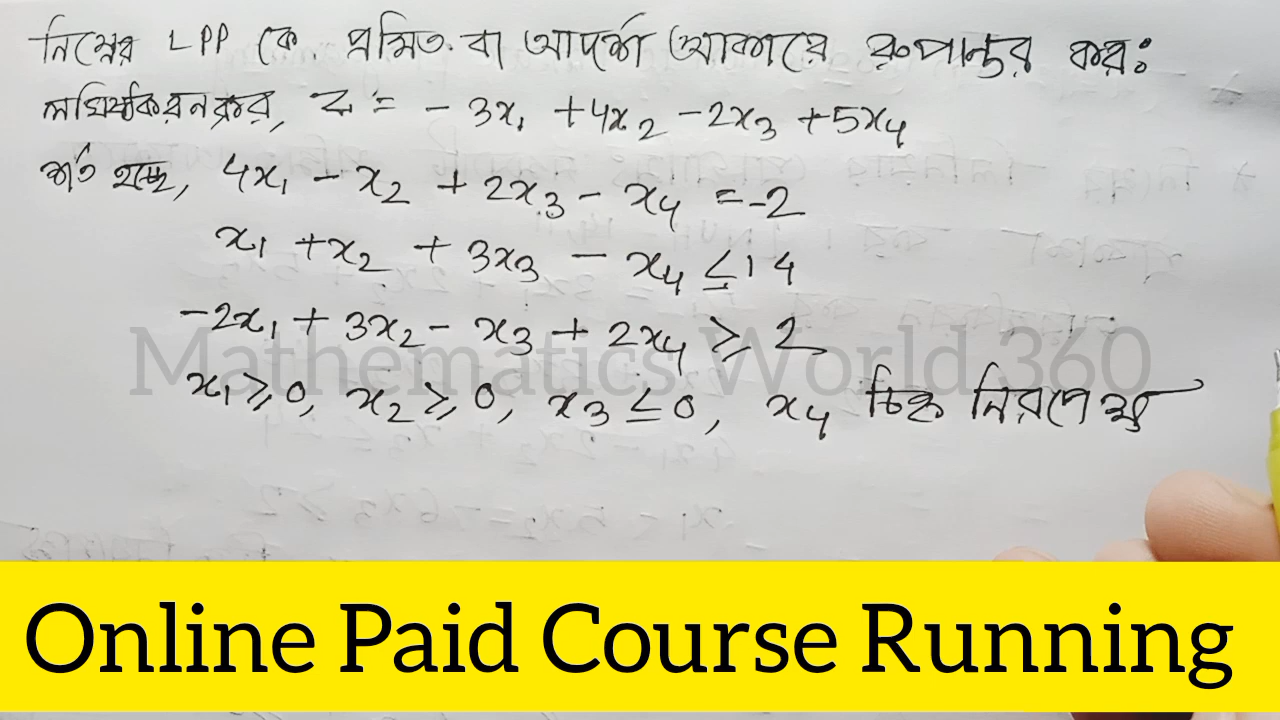 নিম্নের LPP কে প্রমিত বা আদর্শ আকারে রূপান্তর কর:
লঘিষ্ঠকরন কর, Z = - 3x₁ + 4x₂ - 2x₃ + 5x₄
শর্ত হচ্ছে, 4x₁ - x₂ + 2x₃ - x₄ = -2
x₁ + x₂ + 3x₃ - x₄ ≤ 14
-2x₁ + 3x₂ - x₃ + 2x₄ ≥ 2
Mathematics World 360
x₁ ≥ 0, x₂ ≥ 0, x₃ ≤ 0, x₄ চিহ্ন নিরপেক্ষ
Online Paid Course Running